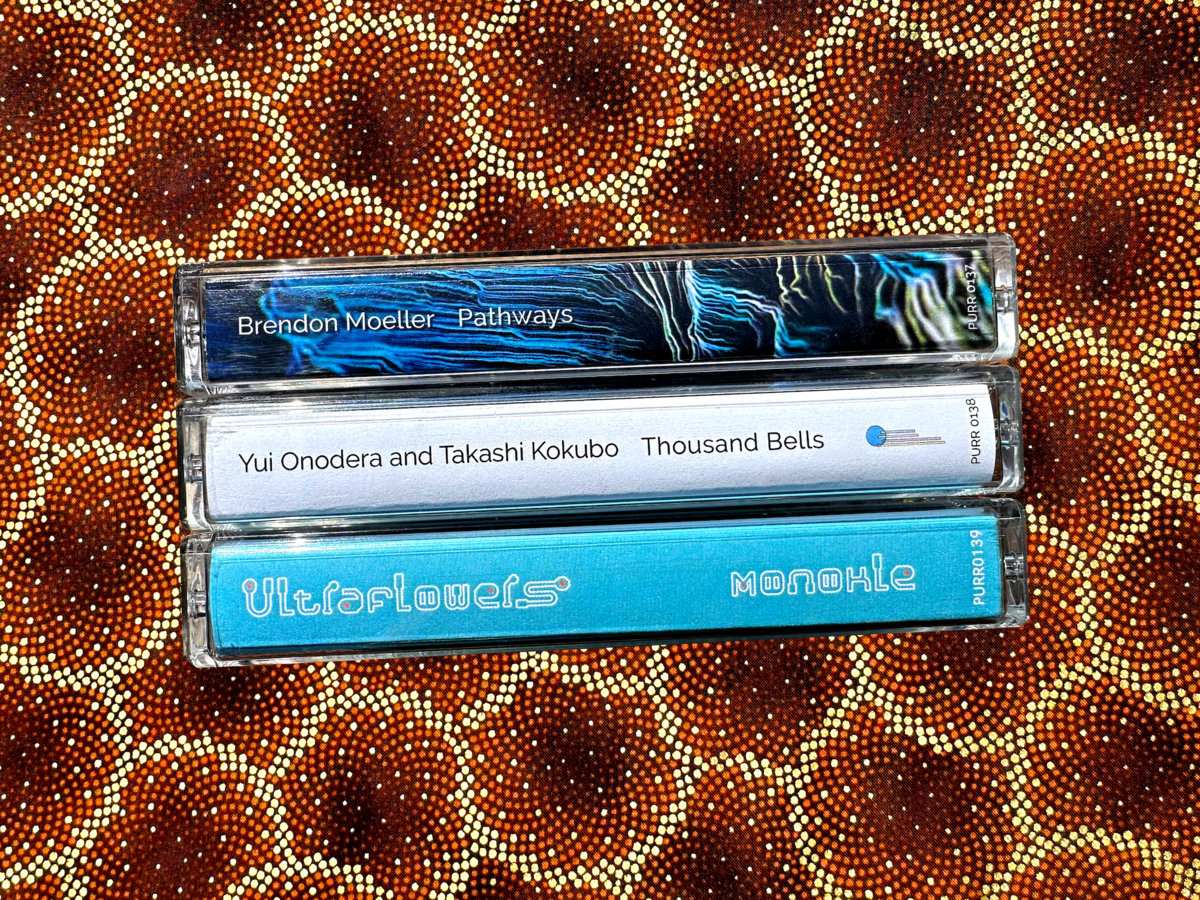 Brendon Moeller Pathways PURR 0137
Yui Onodera and Takashi Kokubo Thousand Bells PURR 0138
Ultraflowers Monokle PURR0139